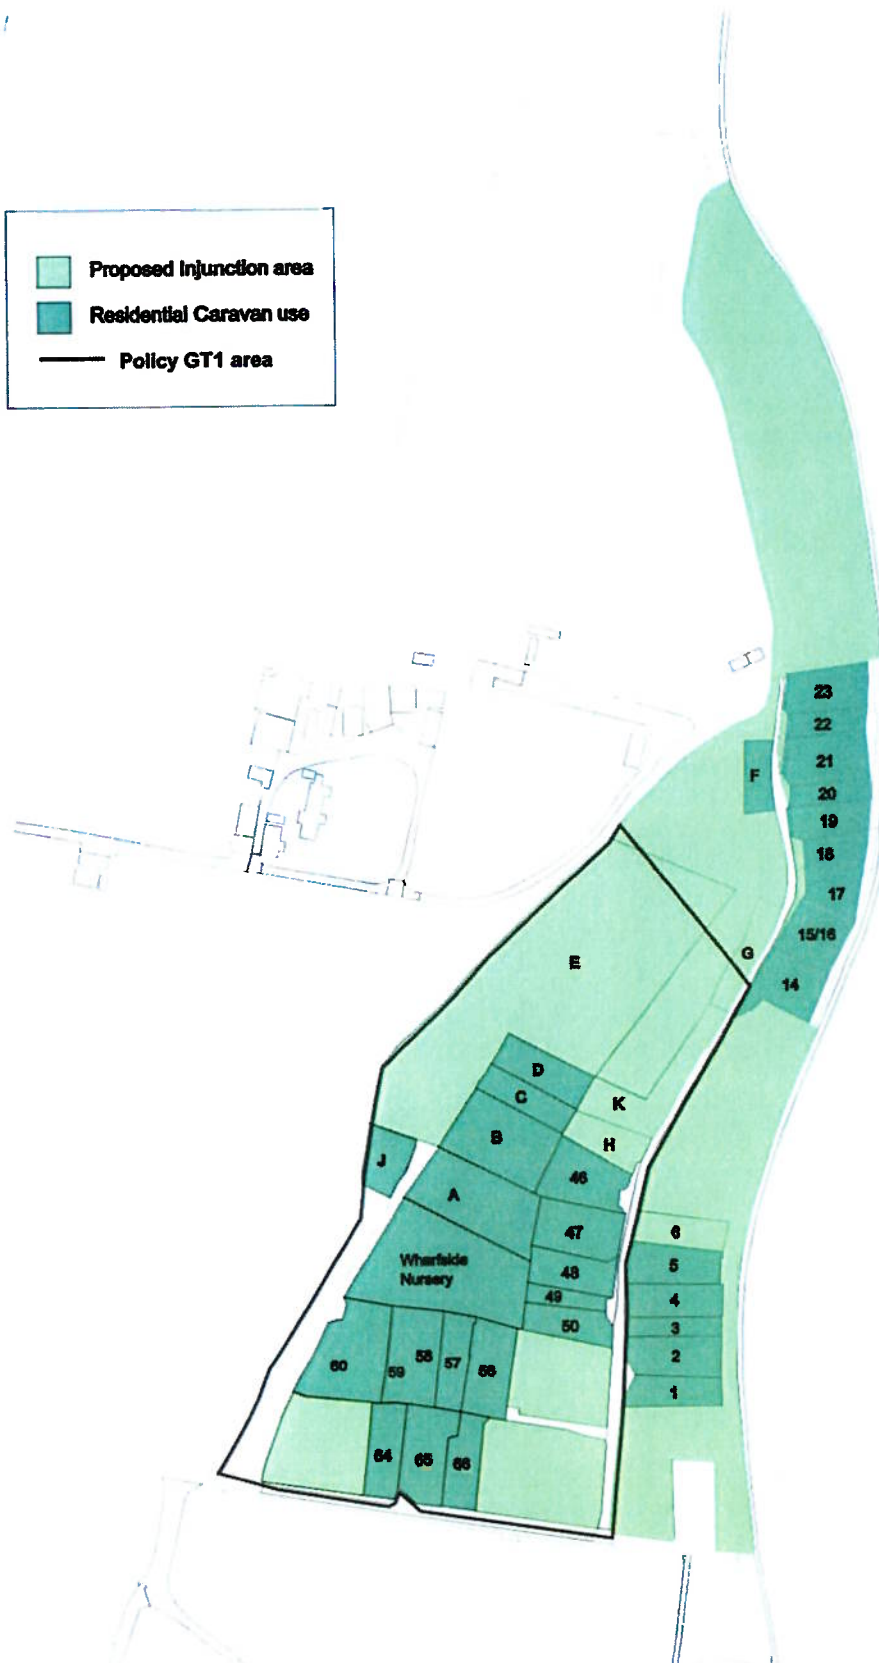 Proposed Injunction area
Residential Caravan use
Policy GT1 area
23
22
F
21
20
19
18
17
15/16
E
G
14
D
C
K
B
H
J
46
A
47
6
Wharfside
Nursery
5
48
49
4
50
3
58
57
2
60
59
56
1
64
65
66